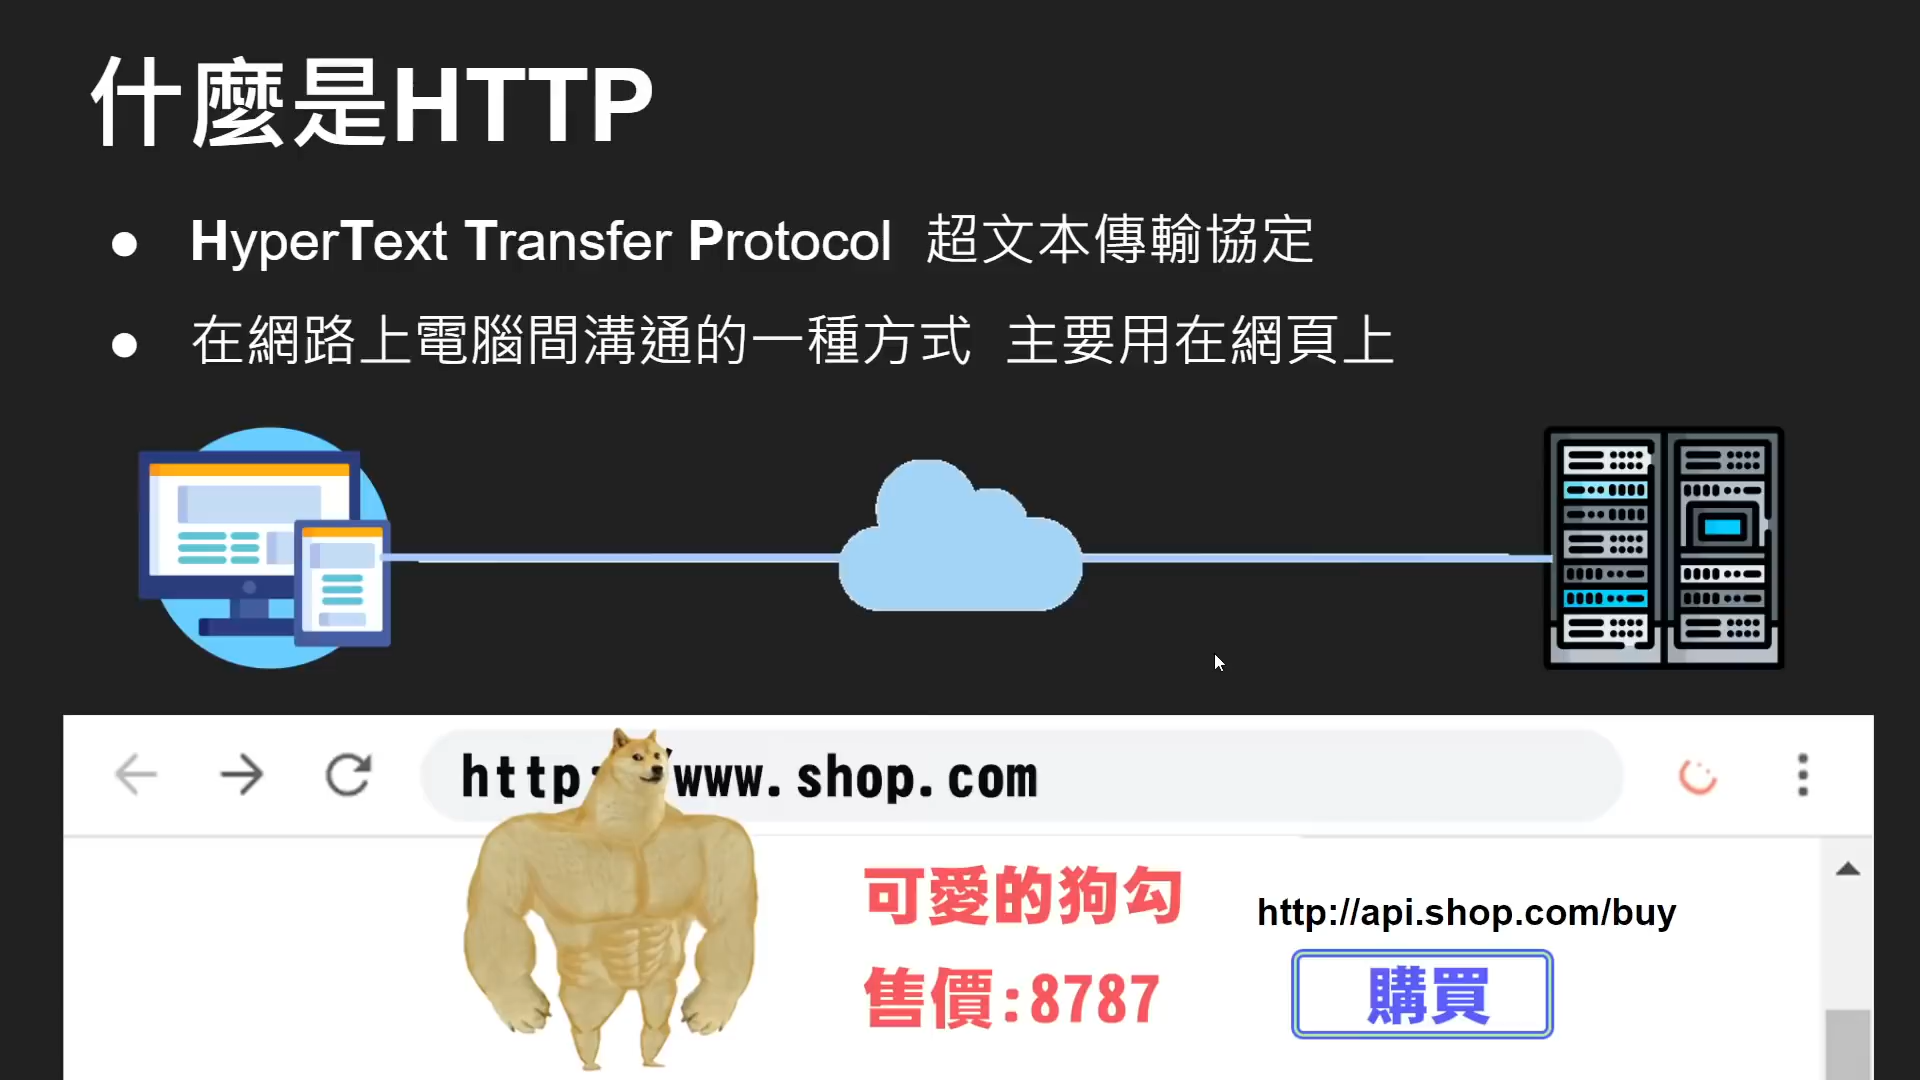 什麼是HTTP
● HyperText Transfer Protocol 超文本傳輸協定
● 在網路上電腦間溝通的一種方式 主要用在網頁上
http: www.shop.com
可愛的狗勾
http://api.shop.com/buy
售價:8787
購買